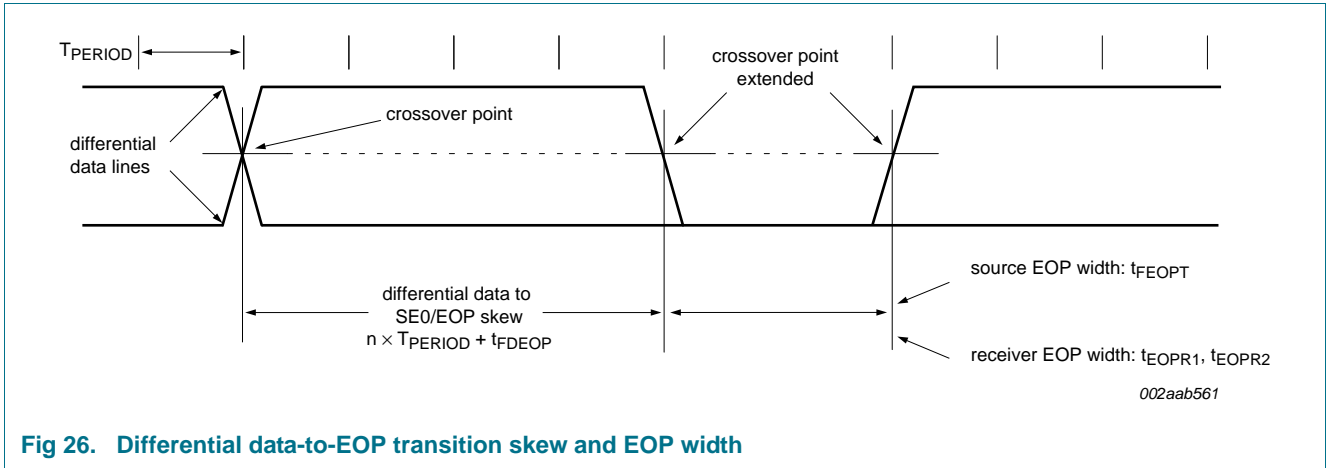 TPERIOD
crossover point
extended
crossover point
differential
data lines
differential data to
SE0/EOP skew
n × TPERIOD + tFDEOP
source EOP width: tFEOPT
receiver EOP width: tEOPR1, tEOPR2
002aab561
Fig 26. Differential data-to-EOP transition skew and EOP width